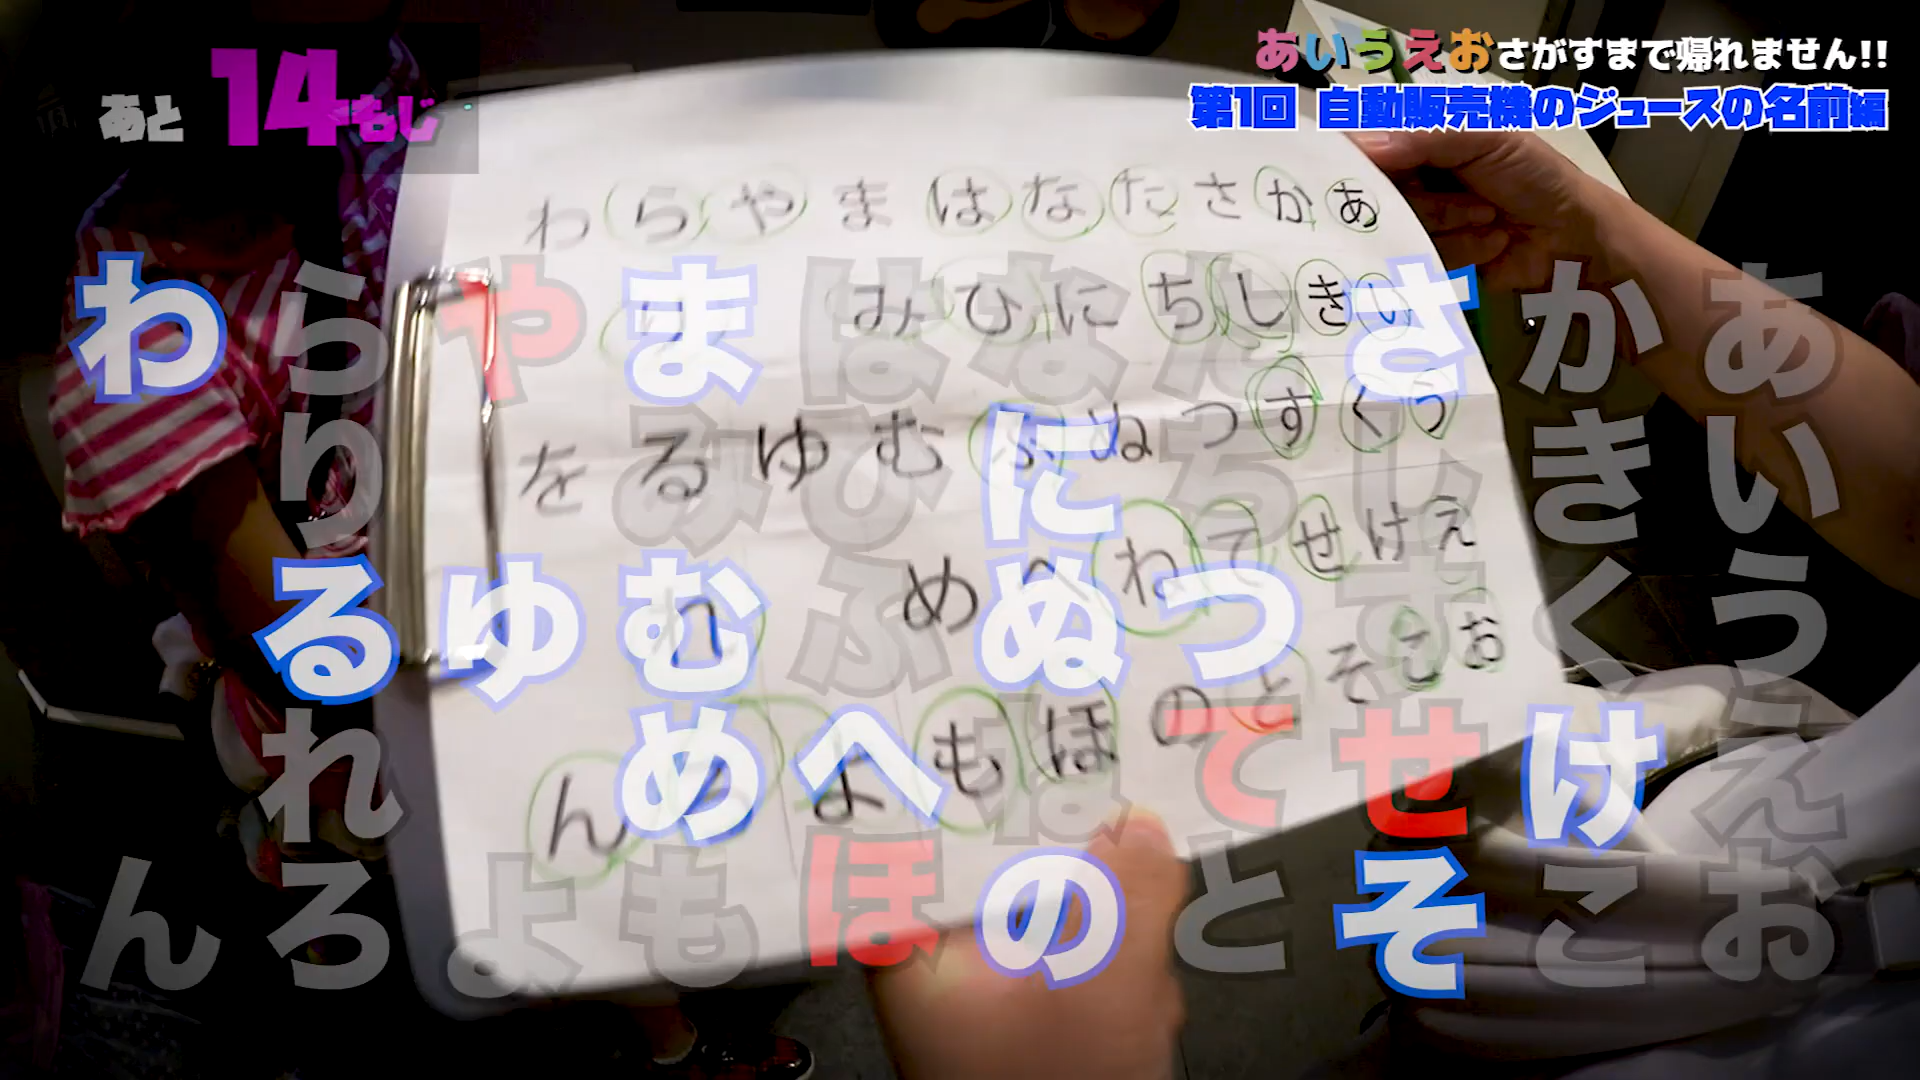 あと14もじ
あいうえおさがすまで帰れません!!
第1回 自動販売機のジュースの名前編
わらやまはなたさかあ
り みひにちしきい
をるゆむふぬつすくう
れ めへねてせけえ
んろよもほのとそこお
わらやまはなたさかあ
り みひにちしきい
るゆむふぬつすくう
れ めへねてせけえ
んろよもほのとそこお